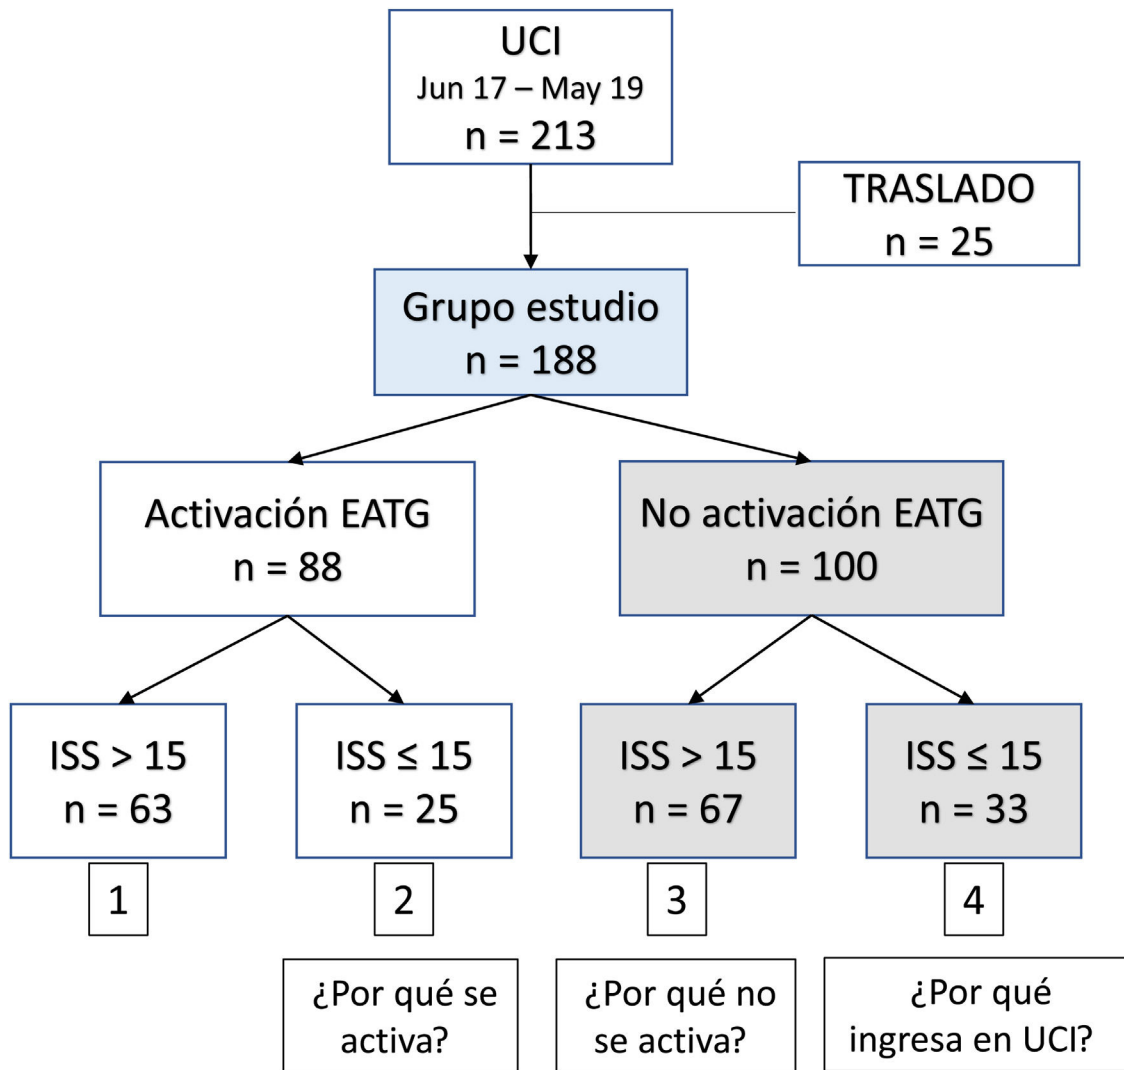 UCI
Jun 17 – May 19
n = 213
TRASLADO
n = 25
Grupo estudio
n = 188
Activación EATG
n = 88
No activación EATG
n = 100
ISS > 15
n = 63
ISS ≤ 15
n = 25
ISS > 15
n = 67
ISS ≤ 15
n = 33
1
2
3
4
¿Por qué se
activa?
¿Por qué no
se activa?
¿Por qué
ingresa en UCI?